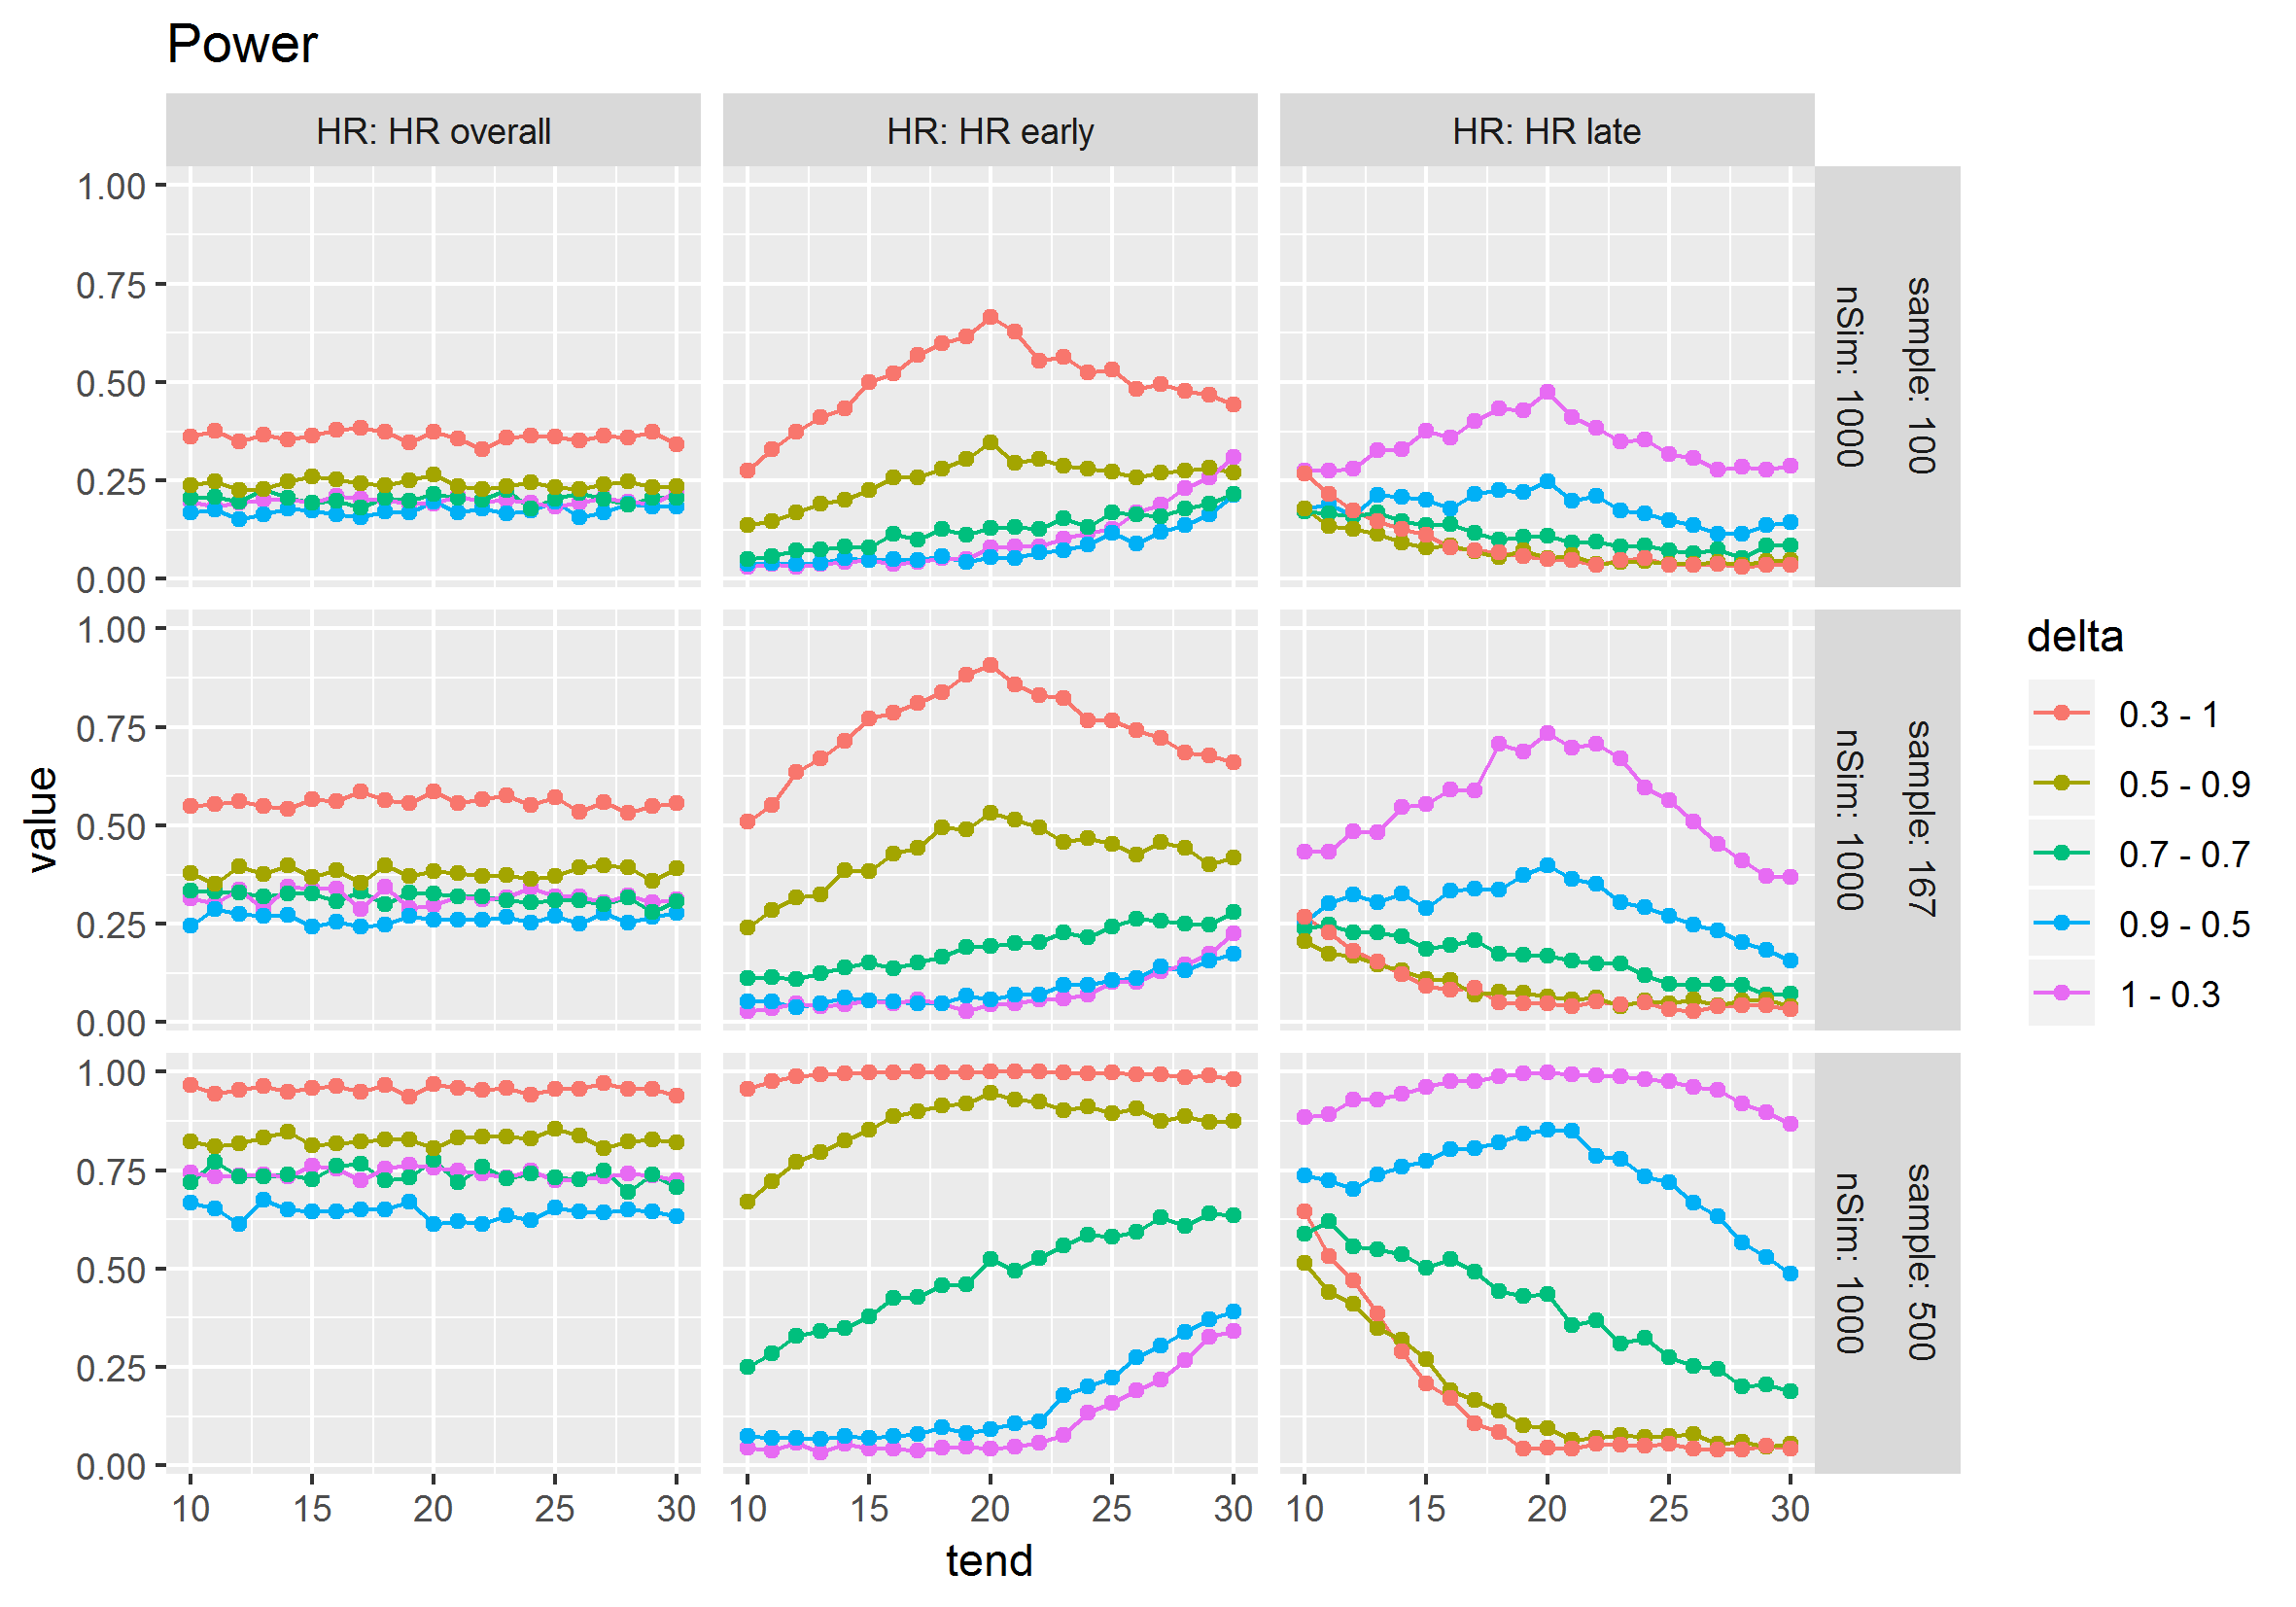 Power
HR: HR overall
HR: HR early
HR: HR late
1.00
0.75
0.50
0.25
0.00
sample: 100
nSim: 1000
1.00
0.75
0.50
0.25
0.00
sample: 167
nSim: 1000
1.00
0.75
0.50
0.25
0.00
sample: 500
nSim: 1000
value
10 15 20 25 30
10 15 20 25 30
10 15 20 25 30
tend
delta
0.3 - 1
0.5 - 0.9
0.7 - 0.7
0.9 - 0.5
1 - 0.3